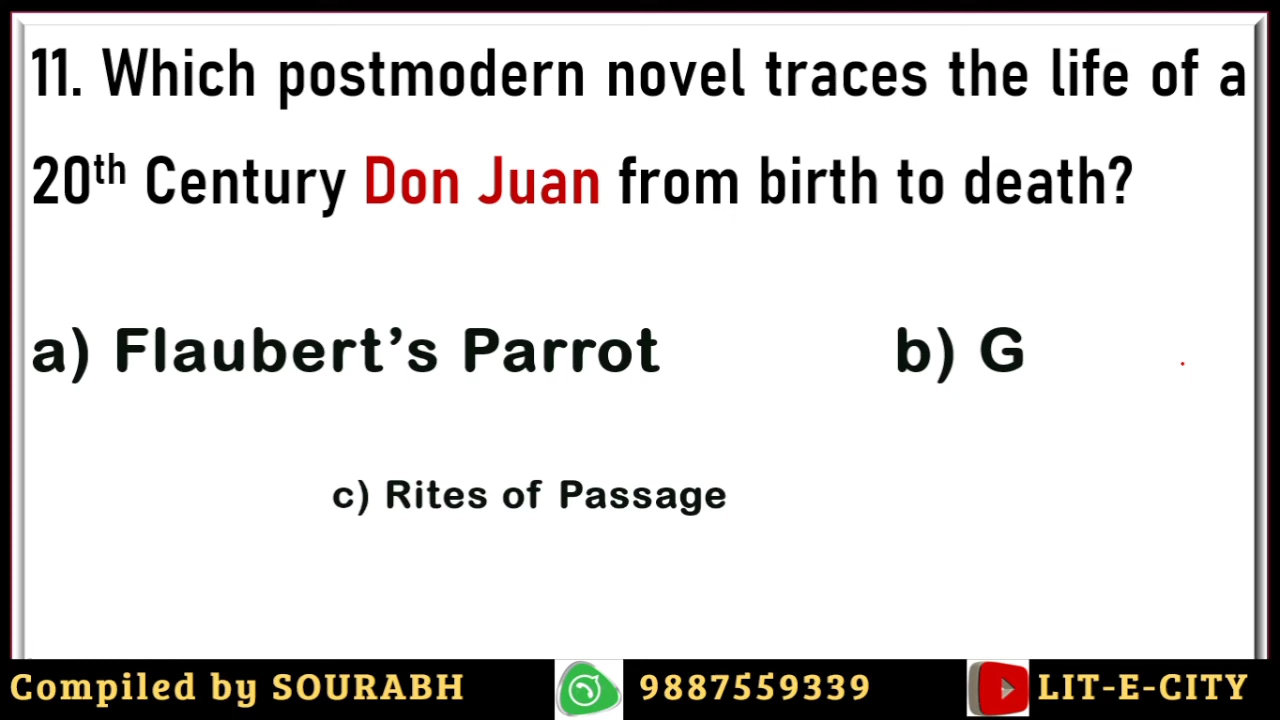 11. Which postmodern novel traces the life of a
20th Century Don Juan from birth to death?
a) Flaubert’s Parrot b) G
c) Rites of Passage
Compiled by SOURABH 9887559339 LIT-E-CITY